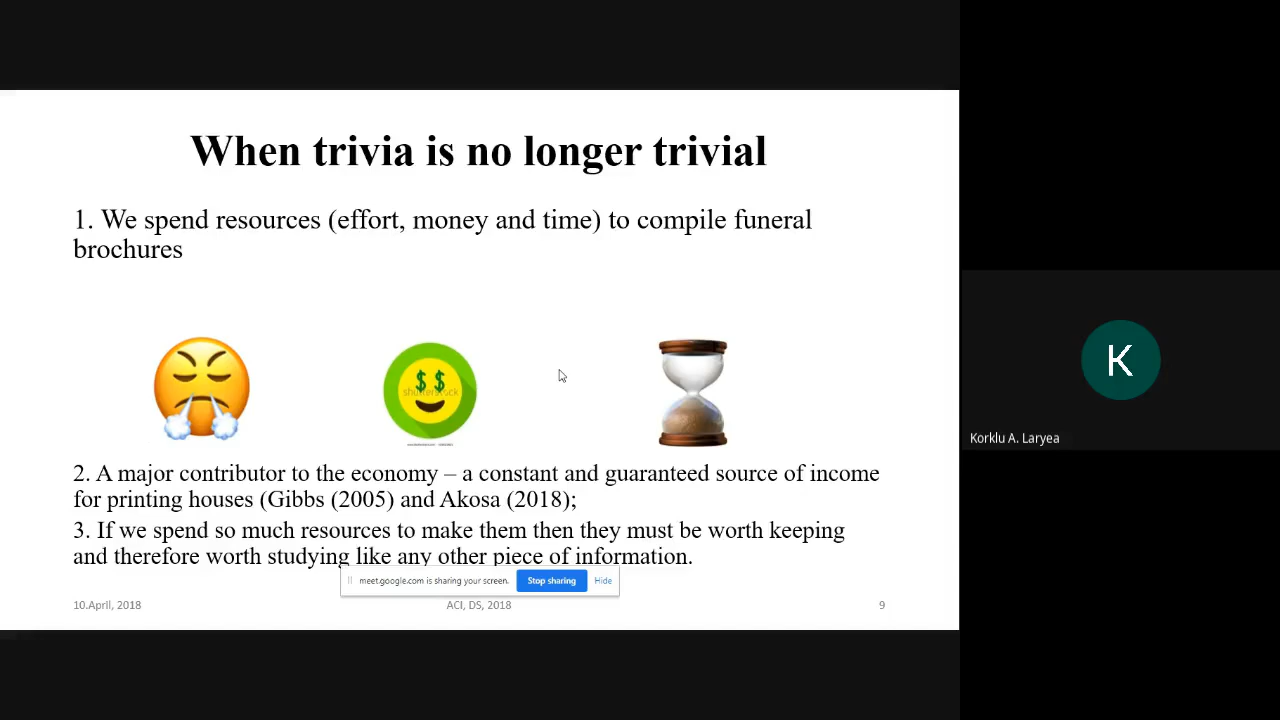 When trivia is no longer trivial
1. We spend resources (effort, money and time) to compile funeral
brochures
$ $
shutterstock
2. A major contributor to the economy – a constant and guaranteed source of income
for printing houses (Gibbs (2005) and Akosa (2018);
3. If we spend so much resources to make them then they must be worth keeping
and therefore worth studying like any other piece of information.
meet.google.com is sharing your screen. Stop sharing Hide
10.April, 2018 ACI, DS, 2018 9
K
Korklu A. Laryea